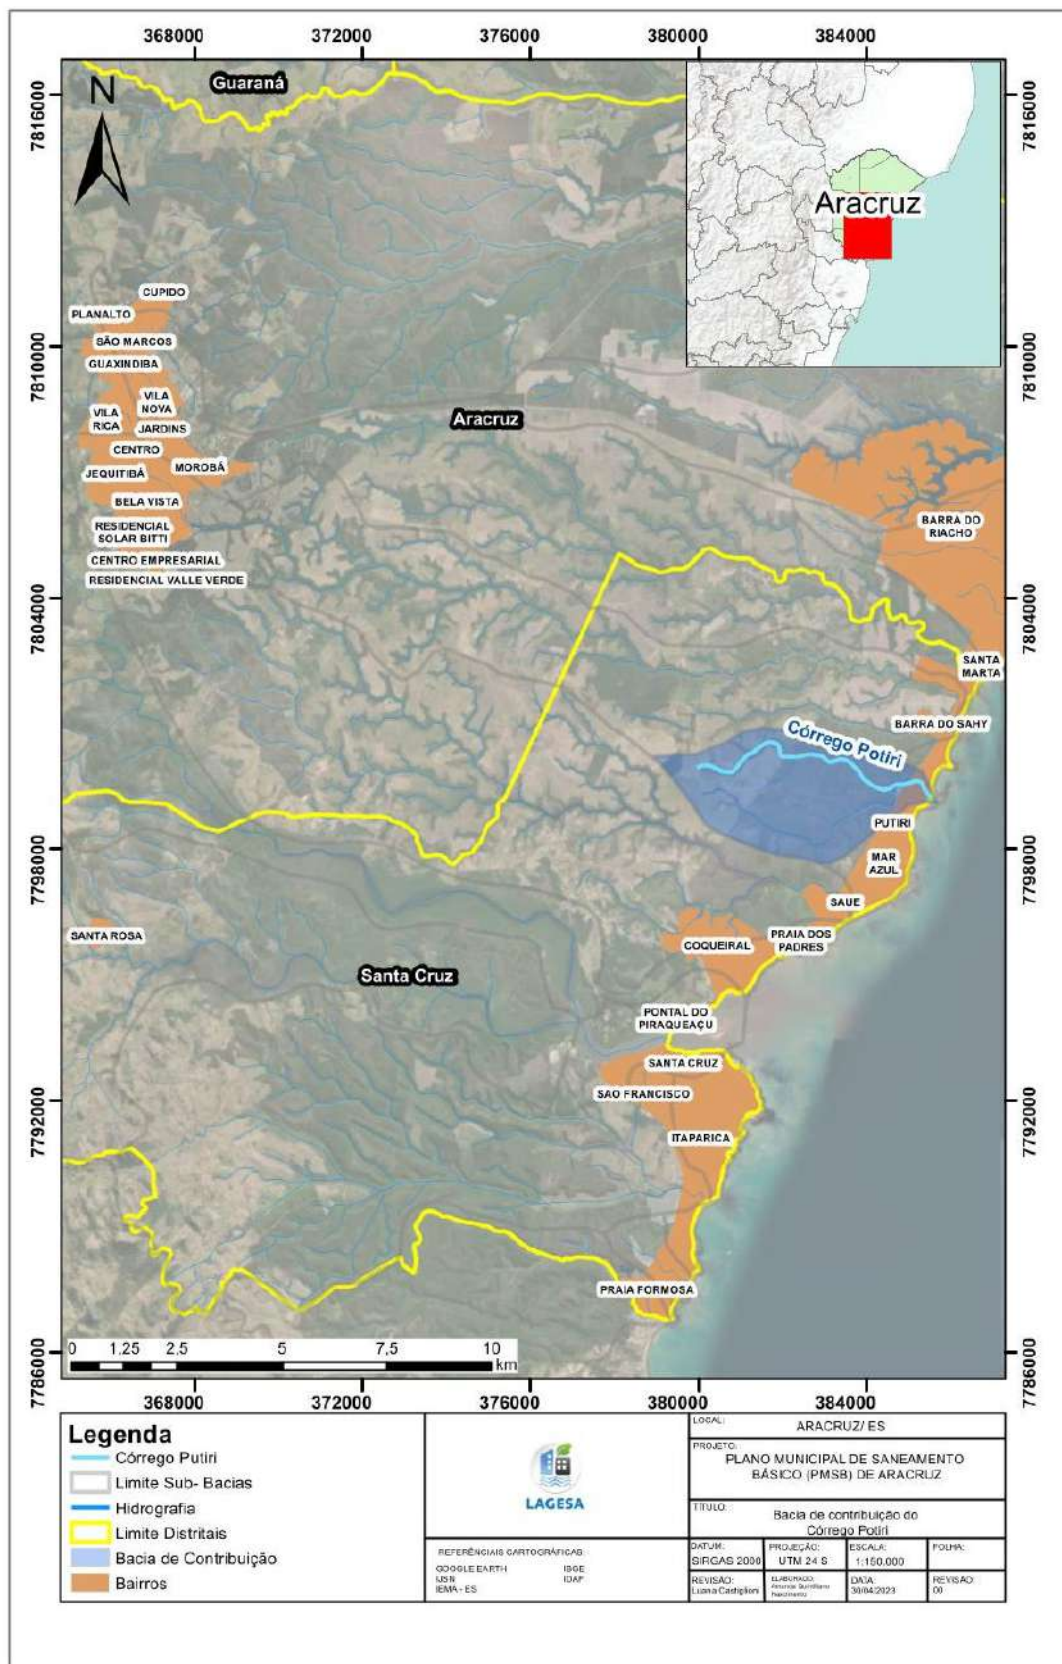 368000 372000 376000 380000 384000
Guaraná
N
7816000
7816000
Aracruz
CUPIDO
PLANALTO
SÃO MARCOS
7810000
7810000
GUAXINDIBA
VILA
NOVA
VILA
RICA
JARDINS
Aracruz
CENTRO
MOROBÁ
JEQUITIBÁ
BELA VISTA
RESIDENCIAL
SOLAR BITTI
BARRA DO
RIACHO
CENTRO EMPRESARIAL
RESIDENCIAL VALLE VERDE
7804000
7804000
SANTA
MARTA
BARRA DO SAHY
Córrego Potiri
PUTIRI
7798000
7798000
MAR
AZUL
SAUE
SANTA ROSA
COQUEIRAL
PRAIA DOS
PADRES
Santa Cruz
PONTAL DO
PIRAQUEAÇU
SANTA CRUZ
SAO FRANCISCO
7792000
7792000
ITAPARICA
PRAIA FORMOSA
0 1.25 2.5 5 7.5 10
km
7786000
7786000
368000 372000 376000 380000 384000
Legenda
Córrego Putiri
Limite Sub- Bacias
Hidrografia
Limite Distritais
Bacia de Contribuição
Bairros
LAGESA
REFERÊNCIAIS CARTOGRÁFICAS:
GOOGLE EARTH IBGE
IJSN IDAF
IEMA - ES
LOCAL:
ARACRUZ/ ES
PROJETO:
PLANO MUNICIPAL DE SANEAMENTO
BÁSICO (PMSB) DE ARACRUZ
TÍTULO:
Bacia de contribuição do
Córrego Potiri
DATUM: PROJEÇÃO: ESCALA: FOLHA:
SIRGAS 2000 UTM 24 S 1:150.000
REVISÃO: ELABORADO: DATA: REVISÃO:
Luana Castiglioni 30/04/2023 00